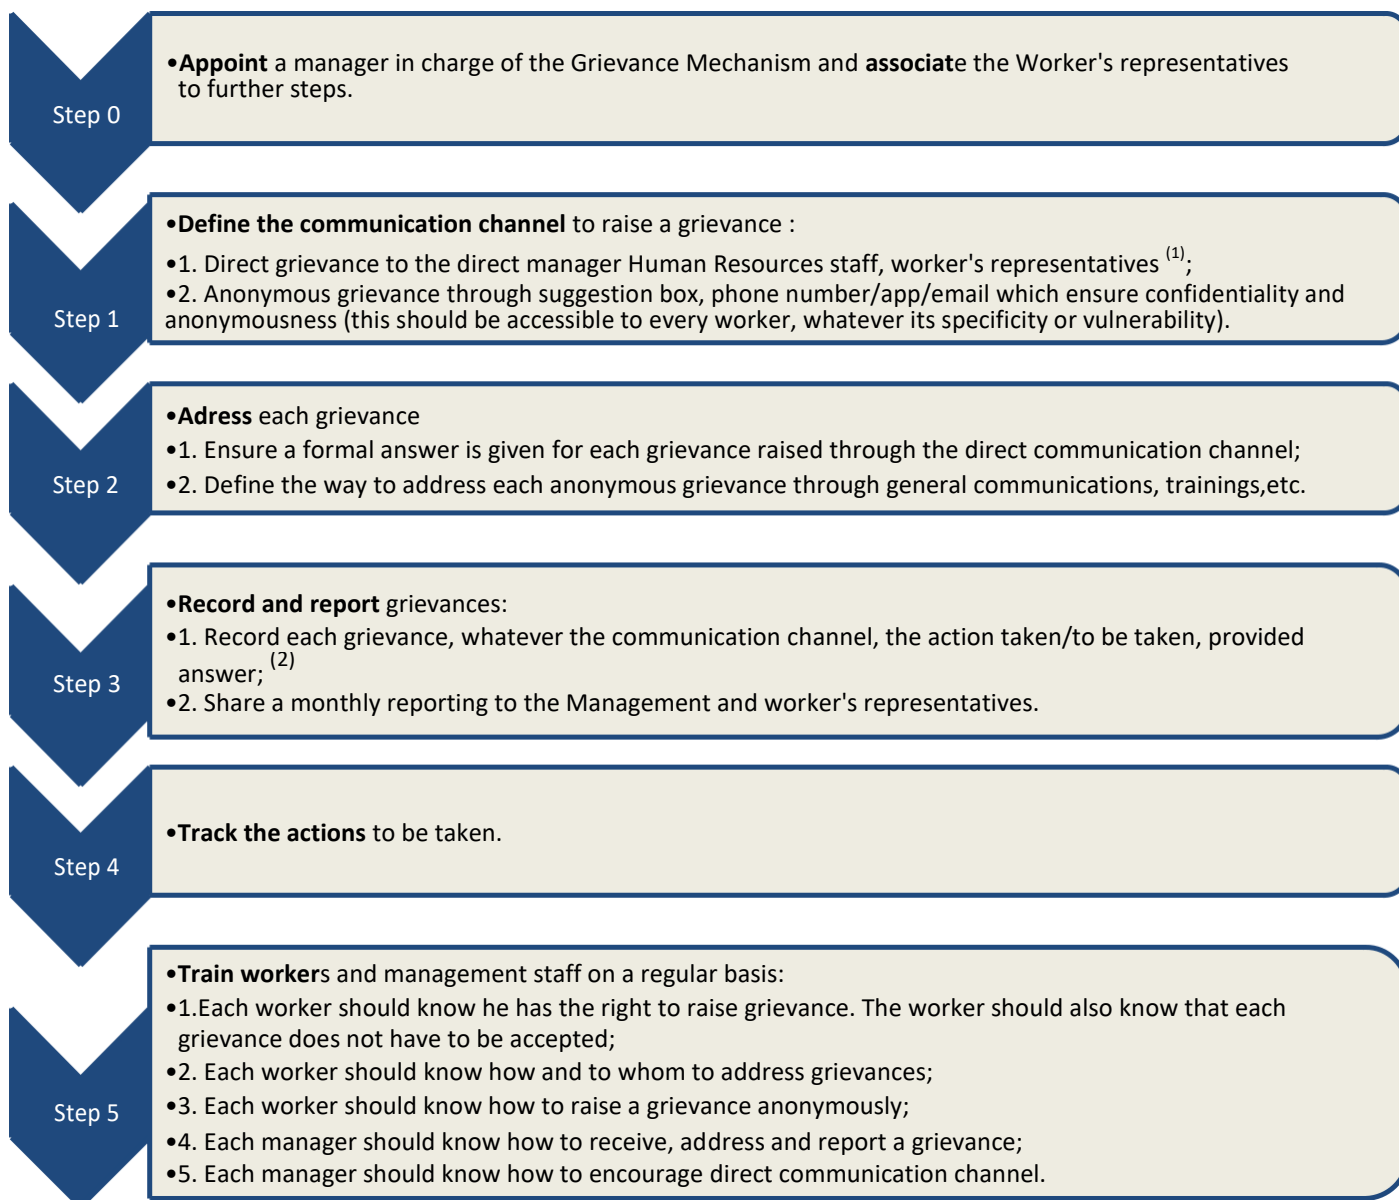 Step 0
•Appoint a manager in charge of the Grievance Mechanism and associate the Worker's representatives
to further steps.
Step 1
•Define the communication channel to raise a grievance :
•1. Direct grievance to the direct manager Human Resources staff, worker's representatives (1);
•2. Anonymous grievance through suggestion box, phone number/app/email which ensure confidentiality and
anonymousness (this should be accessible to every worker, whatever its specificity or vulnerability).
Step 2
•Adress each grievance
•1. Ensure a formal answer is given for each grievance raised through the direct communication channel;
•2. Define the way to address each anonymous grievance through general communications, trainings,etc.
Step 3
•Record and report grievances:
•1. Record each grievance, whatever the communication channel, the action taken/to be taken, provided
answer; (2)
•2. Share a monthly reporting to the Management and worker's representatives.
Step 4
•Track the actions to be taken.
Step 5
•Train workers and management staff on a regular basis:
•1.Each worker should know he has the right to raise grievance. The worker should also know that each
grievance does not have to be accepted;
•2. Each worker should know how and to whom to address grievances;
•3. Each worker should know how to raise a grievance anonymously;
•4. Each manager should know how to receive, address and report a grievance;
•5. Each manager should know how to encourage direct communication channel.